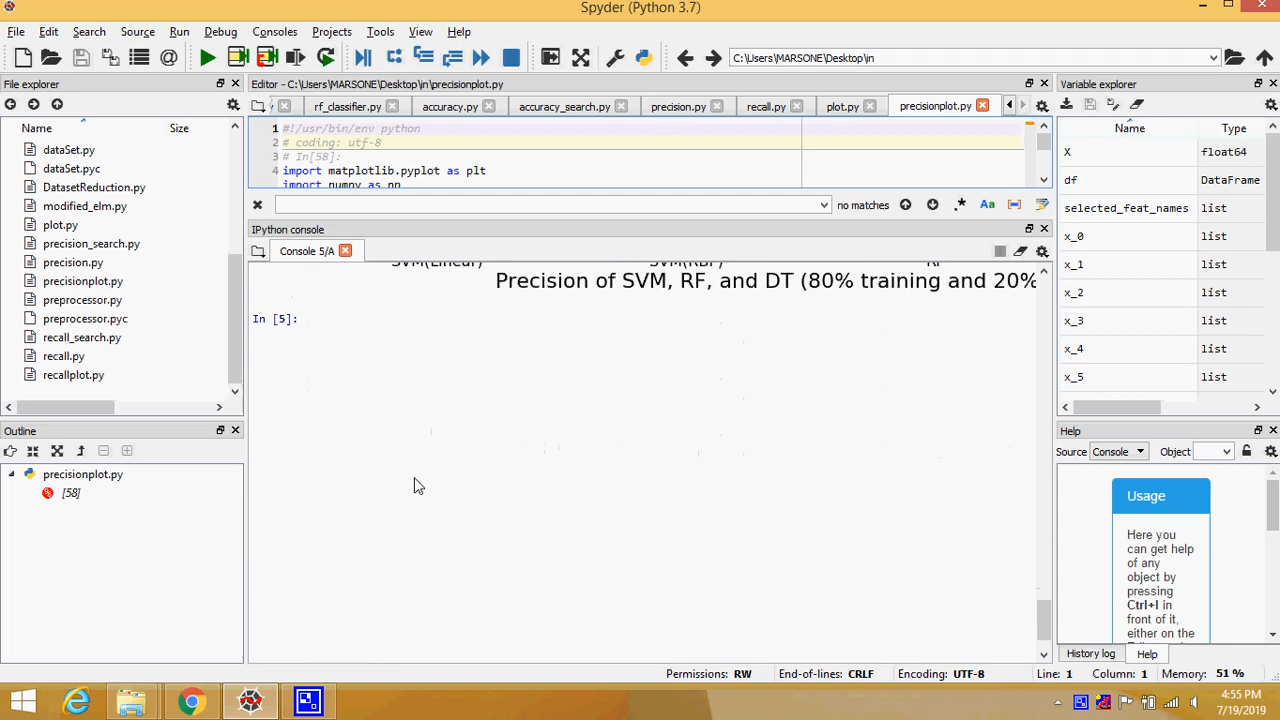 Spyder (Python 3.7)
File Edit Search Source Run Debug Consoles Projects Tools View Help
C:\Users\MARSONE\Desktop\in
File explorer
Name Size
dataSet.py
dataSet.pyc
DatasetReduction.py
modified_elm.py
plot.py
precision_search.py
precision.py
precisionplot.py
preprocessor.py
preprocessor.pyc
recall_search.py
recall.py
recallplot.py
Outline
precisionplot.py
[58]
Editor - C:\Users\MARSONE\Desktop\in\precisionplot.py
rf_classifier.py accuracy.py accuracy_search.py precision.py recall.py plot.py precisionplot.py
1 #!/usr/bin/env python
2 # coding: utf-8
3 # In[58]:
4 import matplotlib.pyplot as plt
import numpy as np
no matches
IPython console
Console 5/A
SVM(Linear) SVM(RBF) RF
Precision of SVM, RF, and DT (80% training and 20%
In [5]:
Variable explorer
Name Type
X float64
df DataFrame
selected_feat_names list
x_0 list
x_1 list
x_2 list
x_3 list
x_4 list
x_5 list
Help
Source Console Object
Usage
Here you
can get help
of any
object by
pressing
Ctrl+I in
front of it,
either on the
History log Help
Permissions: RW End-of-lines: CRLF Encoding: UTF-8 Line: 1 Column: 1 Memory: 51 %
4:55 PM
7/19/2019